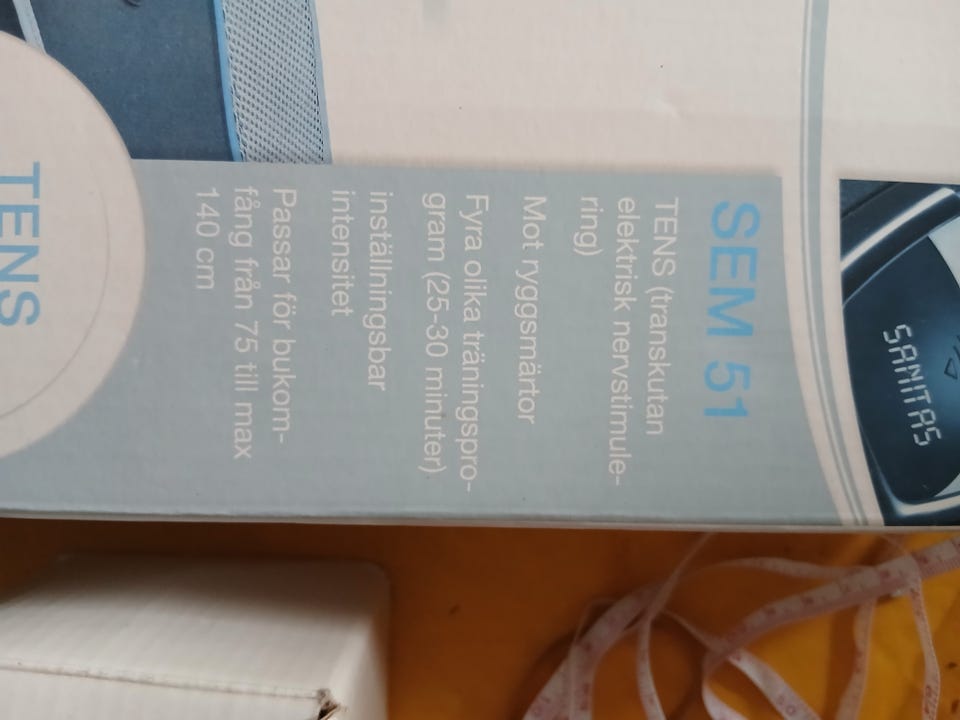 SEM 51
TENS (transkutan
elektrisk nervstimule-
ring)
Mot ryggsmärtor
Fyra olika träningspro-
gram (25-30 minuter)
inställningsbar
intensitet
Passar för bukom-
fång från 75 till max
140 cm
TENS
SANITAS